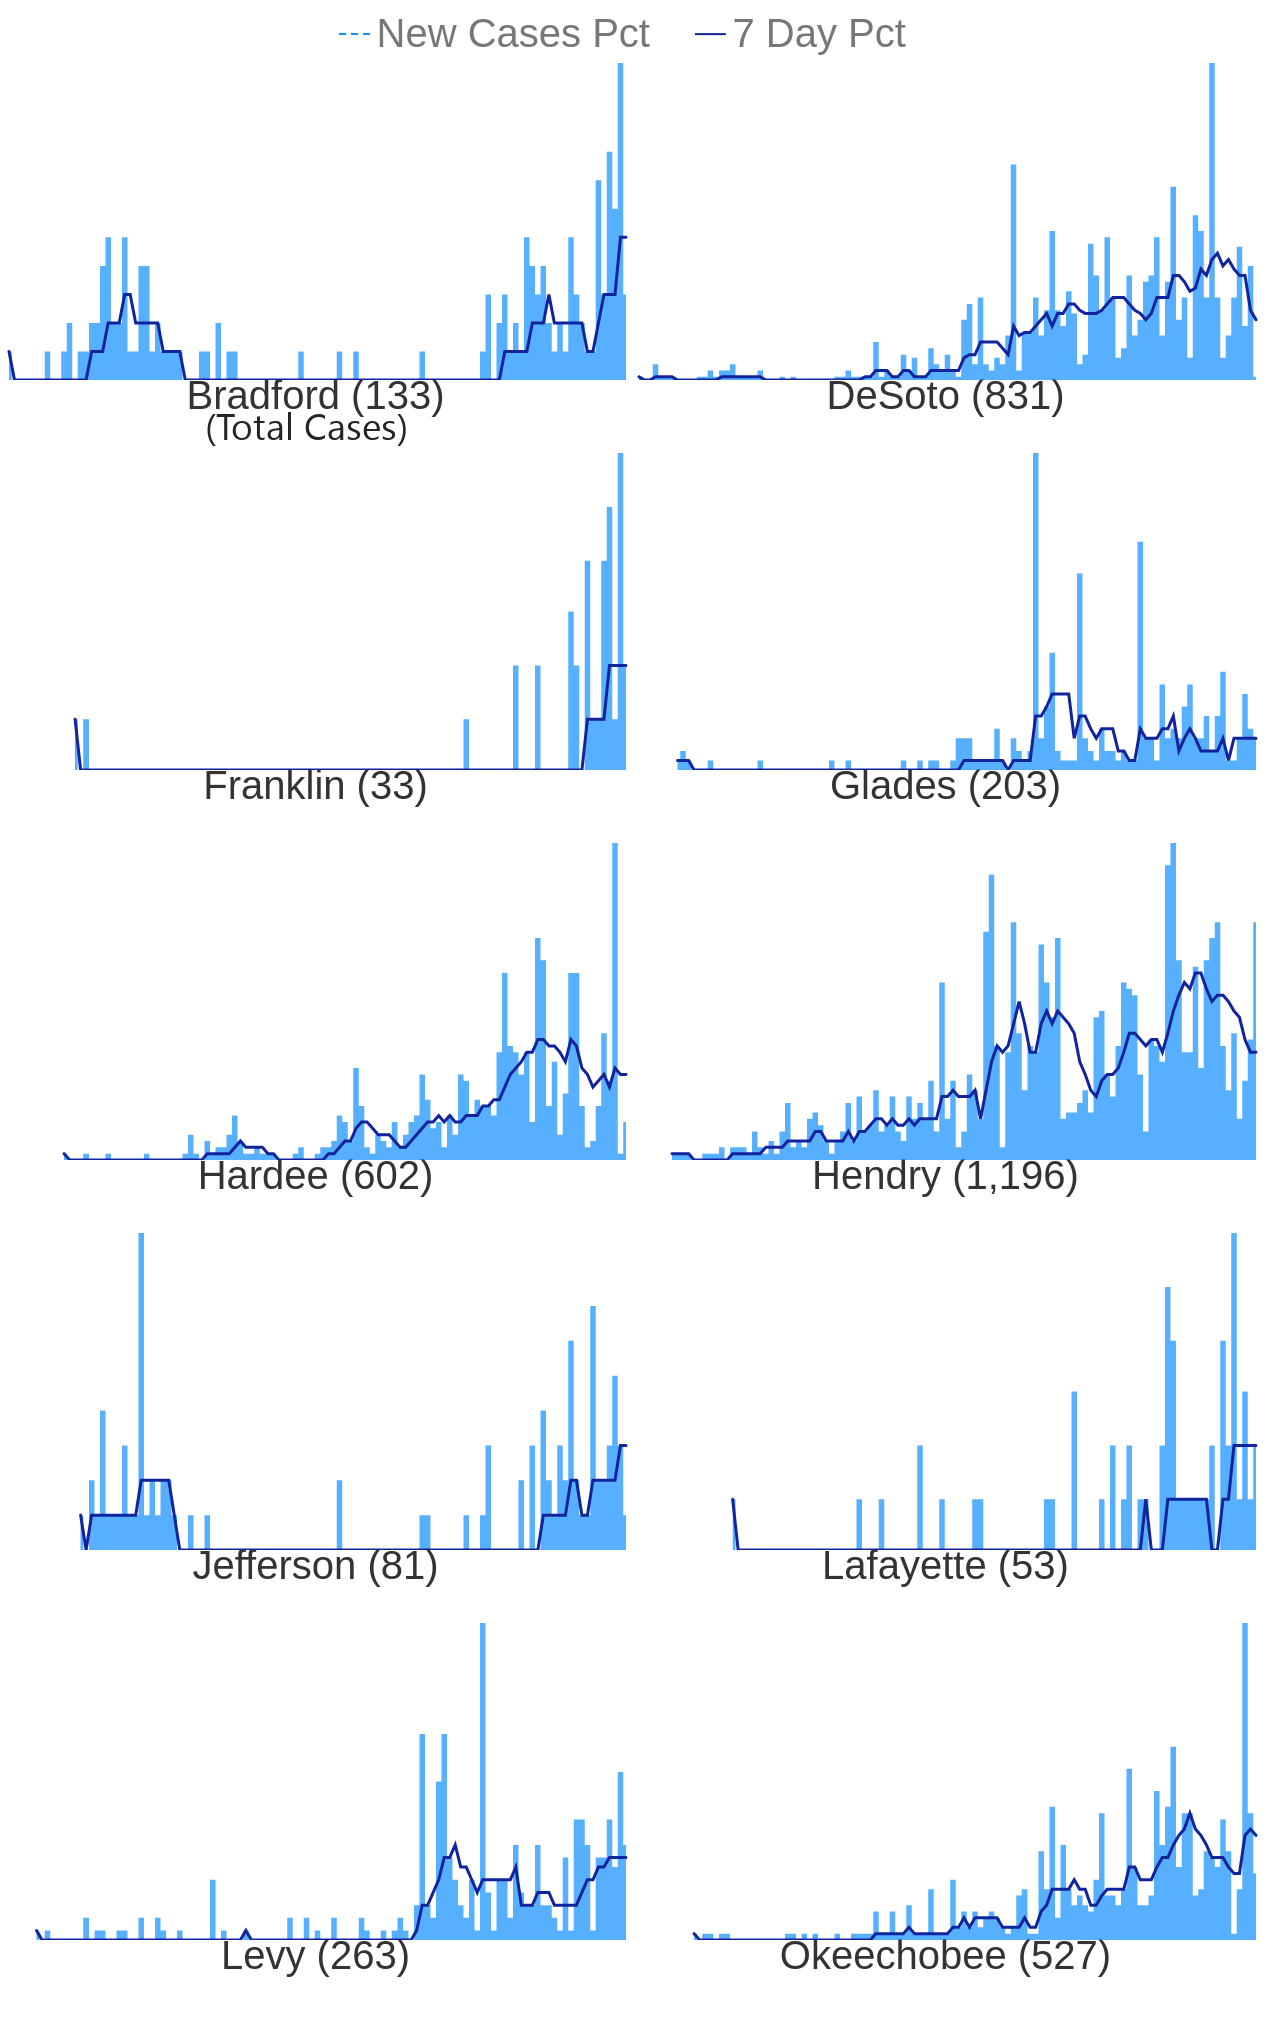 New Cases Pct 7 Day Pct
Bradford (133)
(Total Cases)
DeSoto (831)
Franklin (33)
Glades (203)
Hardee (602)
Hendry (1,196)
Jefferson (81)
Lafayette (53)
Levy (263)
Okeechobee (527)